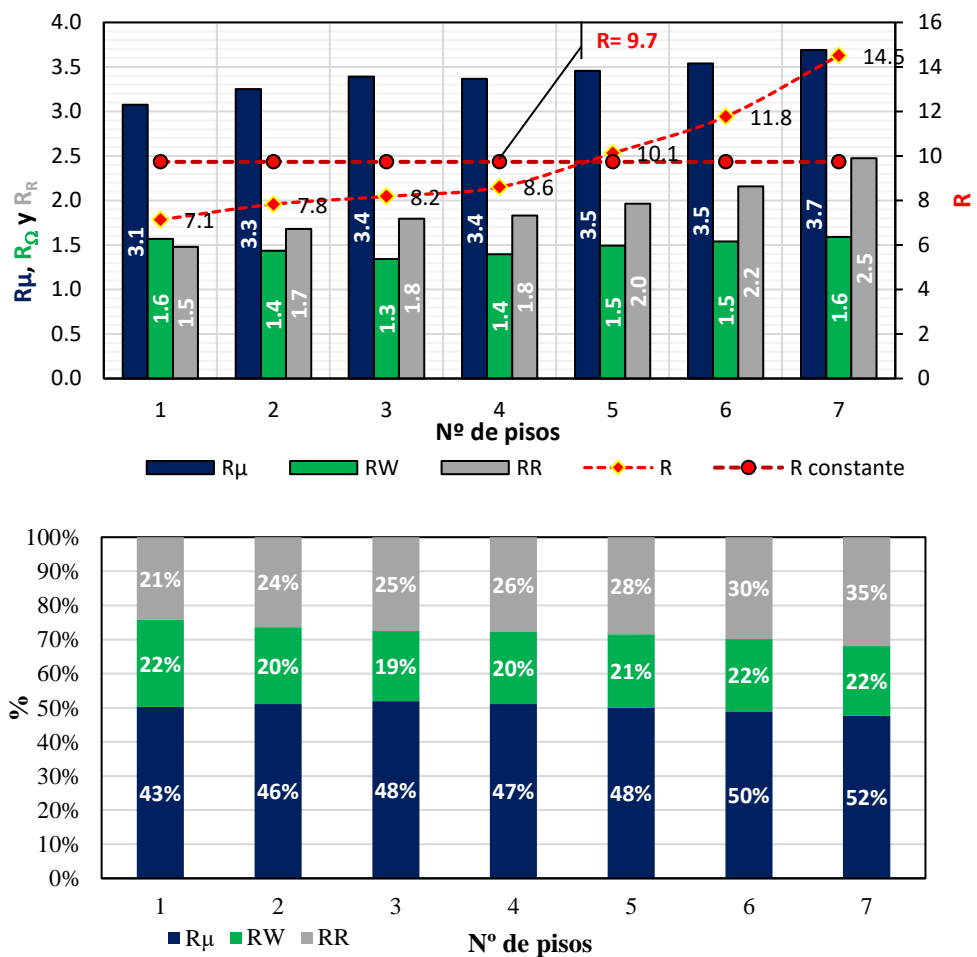 4.0
3.5
3.0
2.5
2.0
1.5
1.0
0.5
0.0
Rµ, RΩ y RR
16
14
12
10
8
6
4
2
0
R
R= 9.7
7.1
7.8
8.2
8.6
10.1
11.8
14.5
3.1 1.6 1.5
3.3 1.4 1.7
3.4 1.3 1.8
3.4 1.4 1.8
3.5 1.5 2.0
3.5 1.5 2.2
3.7 1.6 2.5
1 2 3 4 5 6 7
Nº de pisos
Rµ RW RR R R constante
100%
90%
80%
70%
60%
50%
40%
30%
20%
10%
0%
%
21% 24% 25% 26% 28% 30% 35%
22% 20% 19% 20% 21% 22% 22%
43% 46% 48% 47% 48% 50% 52%
1 2 3 4 5 6 7
Rµ RW RR
Nº de pisos